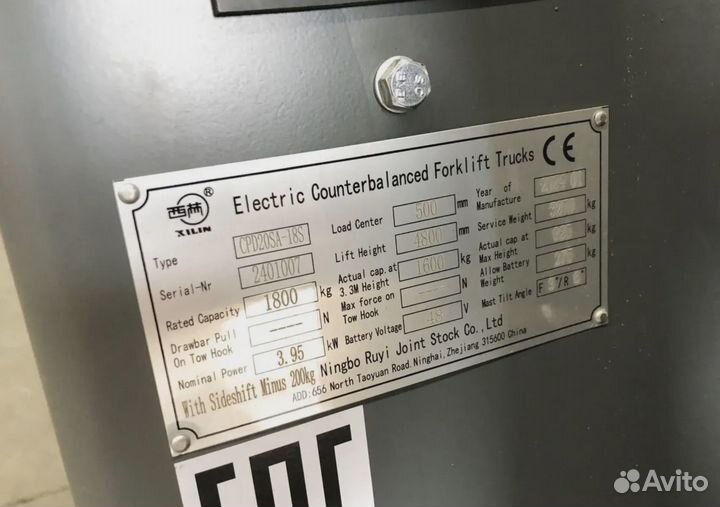 西林®
XILIN
Electric Counterbalanced Forklift Trucks CE
Type CPD20SA-18S
Serial-Nr 2401007
Rated Capacity 1800 kg
Drawbar Pull On Tow Hook ---- N
Nominal Power 3.95 kW
Load Center 500 mm
Lift Height 4800 mm
Actual cap. at 3.3M Height 1600 kg
Max force on Tow Hook N
Battery Voltage 48 V
Year of Manufacture
Service Weight kg
Actual cap at Max Height kg
Allow Battery Weight kg
Mast Tilt Angle F /R
With Sideshift Minus 200kg
Ningbo Ruyi Joint Stock Co., Ltd
ADD:656 North Taoyuan Road. Ninghai, Zhejiang 315600 China
Avito